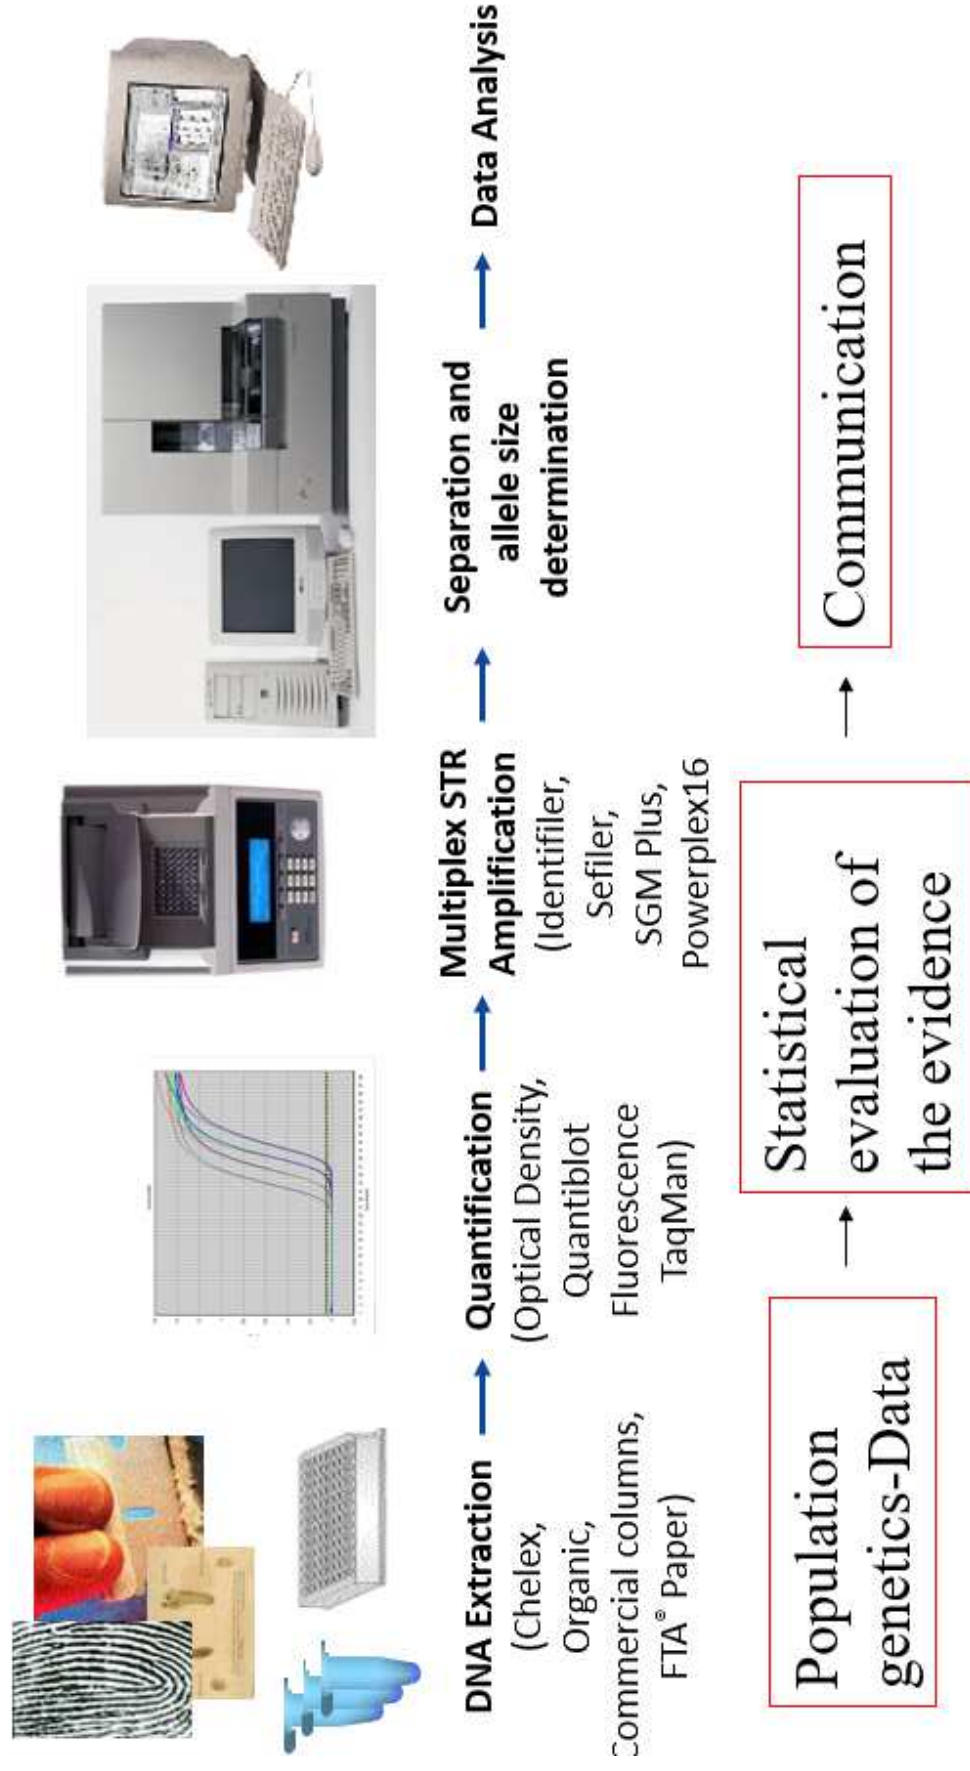 DNA Extraction
(Chelex,
Organic,
Commercial columns,
FTA® Paper)
Quantification
(Optical Density,
Quantiblot
Fluorescence
TaqMan)
Multiplex STR
Amplification
(Identifiler,
Sefiler,
SGM Plus,
Powerplex16
Separation and
allele size
determination
Data Analysis
Population
genetics-Data
Statistical
evaluation of
the evidence
Communication